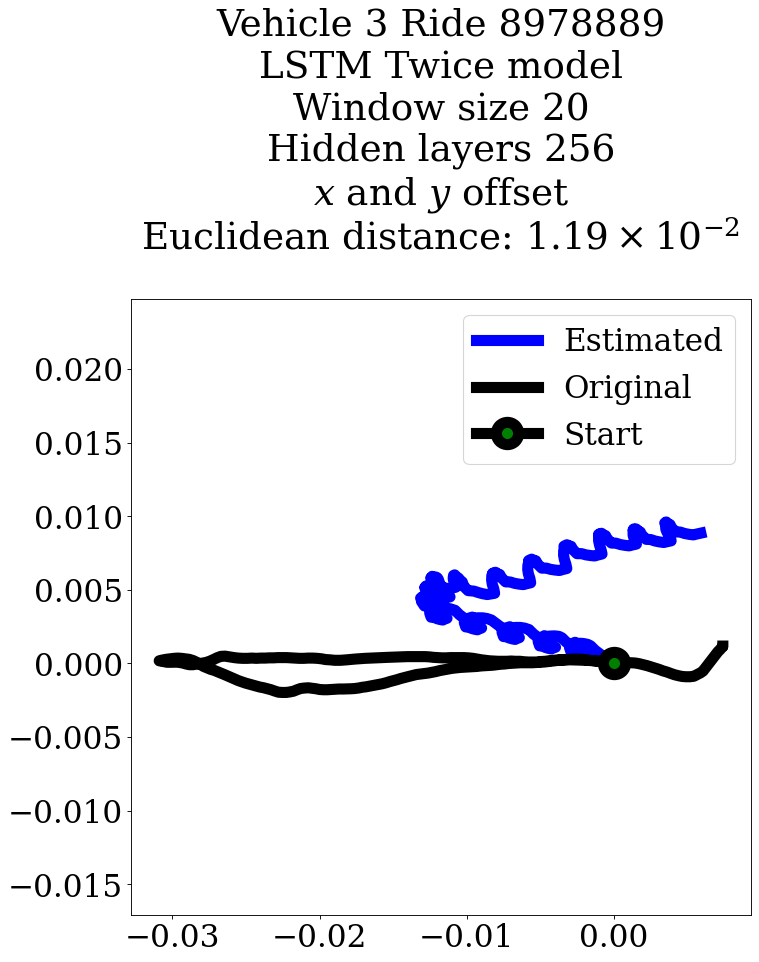 Vehicle 3 Ride 8978889
LSTM Twice model
Window size 20
Hidden layers 256
x and y offset
Euclidean distance: 1.19 × 10⁻²
Estimated
Original
Start
0.020
0.015
0.010
0.005
0.000
−0.005
−0.010
−0.015
−0.03 −0.02 −0.01 0.00